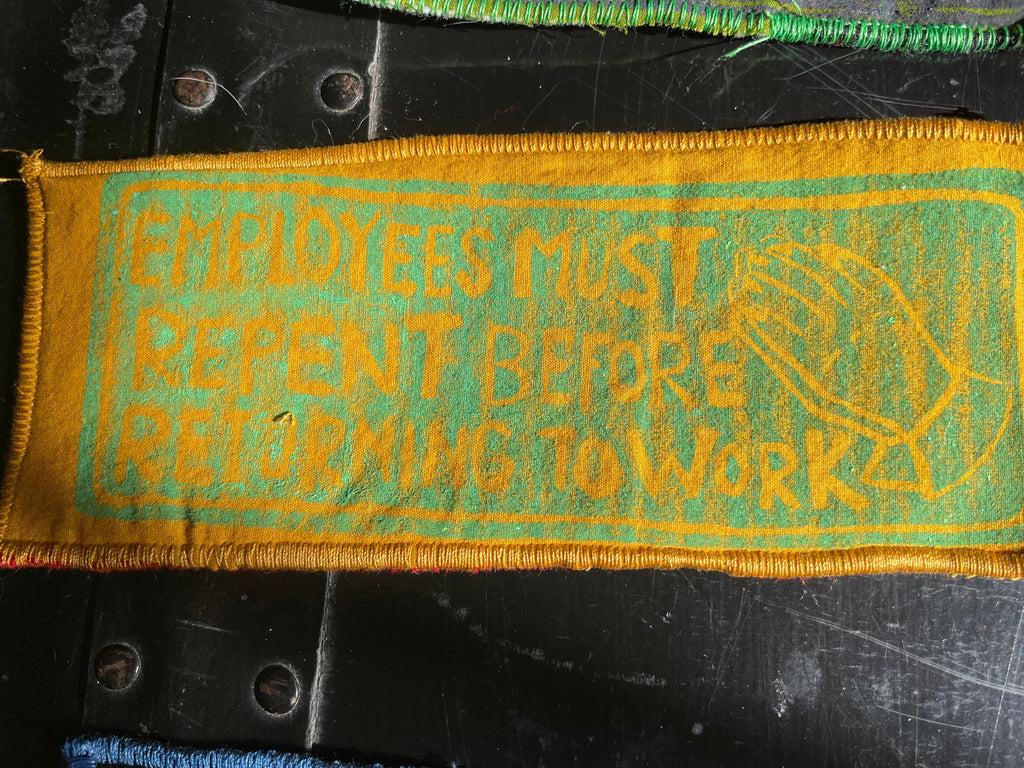 EMPLOYEES MUST
REPENT BEFORE
RETURNING TO WORK